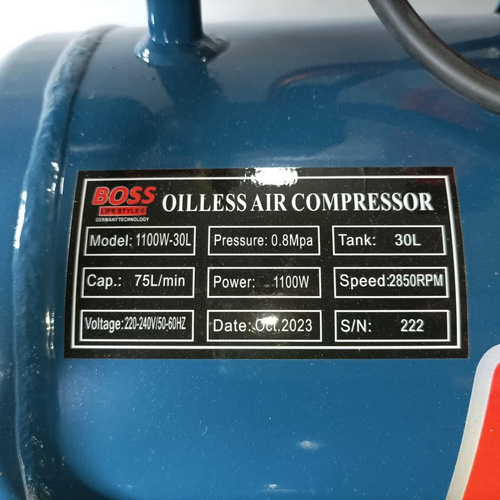 BOSS
LIFE STYLE
GERMANY TECHNOLOGY
OILLESS AIR COMPRESSOR
Model: 1100W-30L
Pressure: 0.8Mpa
Tank: 30L
Cap.: 75L/min
Power: 1100W
Speed:2850RPM
Voltage:220-240V/50-60HZ
Date: Oct.2023
S/N: 222